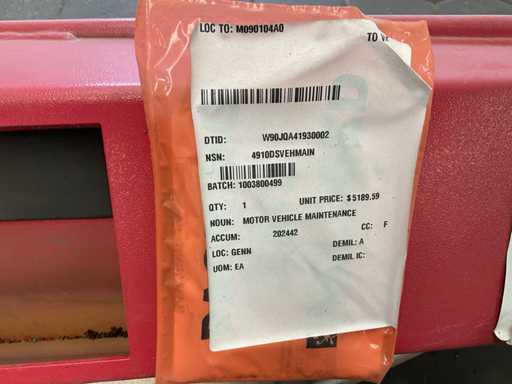 LOC TO: M090104A0
DTID: W90JQA41930002
NSN: 4910DSVEHMAIN
BATCH: 1003800499
QTY: 1 UNIT PRICE: $ 5189.59
NOUN: MOTOR VEHICLE MAINTENANCE
ACCUM: 202442 CC: F
LOC: GENN DEMIL: A
UOM: EA DEMIL IC: